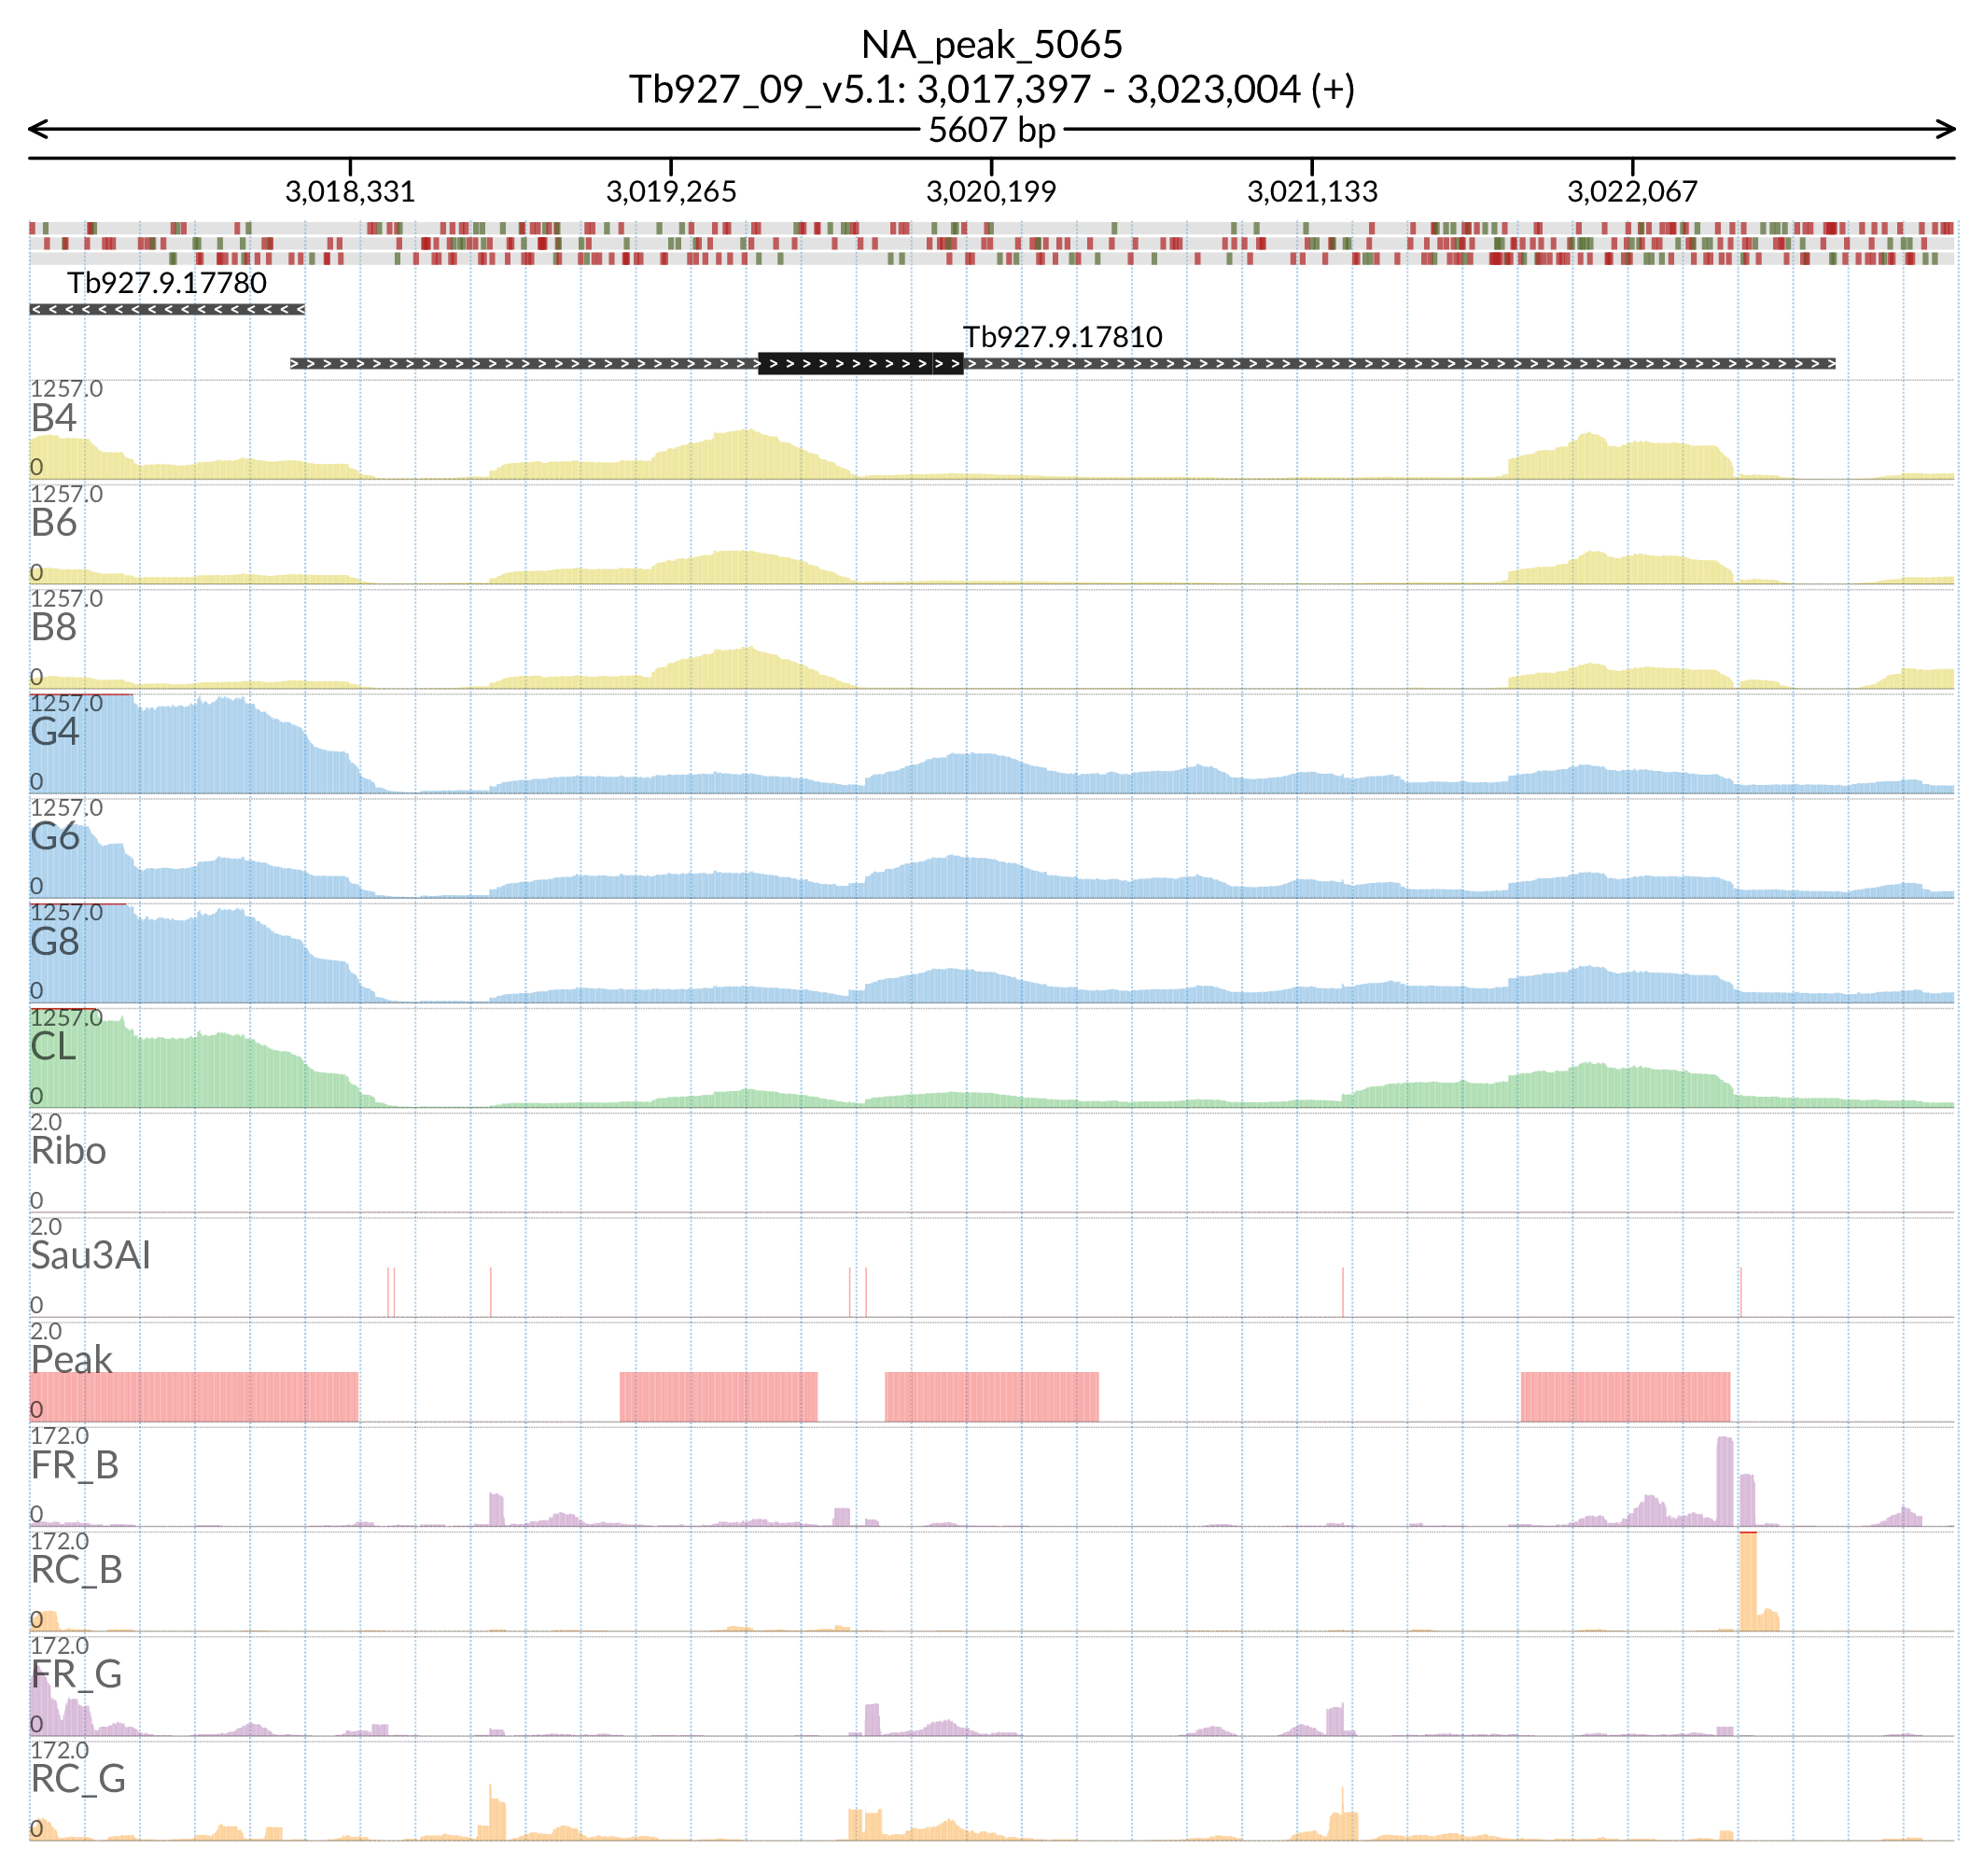 NA_peak_5065
Tb927_09_v5.1: 3,017,397 - 3,023,004 (+)
5607 bp
3,018,331 3,019,265 3,020,199 3,021,133 3,022,067
Tb927.9.17780
Tb927.9.17810
1257.0
B4
0
1257.0
B6
0
1257.0
B8
0
1257.0
G4
0
1257.0
G6
0
1257.0
G8
0
1257.0
CL
0
2.0
Ribo
0
2.0
Sau3AI
0
2.0
Peak
0
172.0
FR_B
0
172.0
RC_B
0
172.0
FR_G
0
172.0
RC_G
0